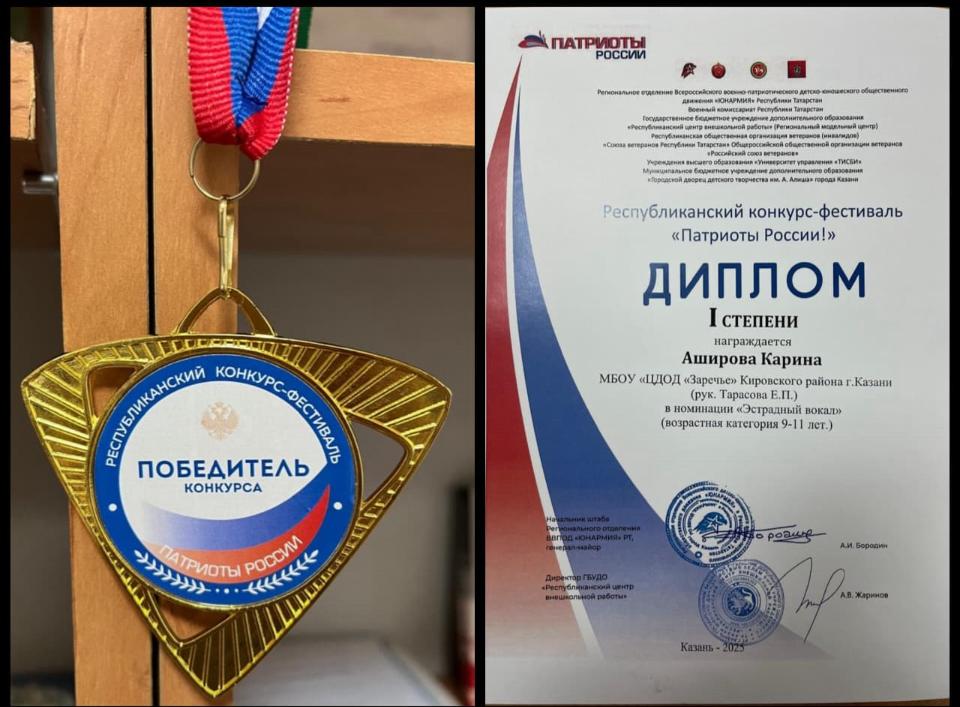 РЕСПУБЛИКАНСКИЙ КОНКУРС-ФЕСТИВАЛЬ
ПОБЕДИТЕЛЬ
КОНКУРСА
ПАТРИОТЫ РОССИИ
ПАТРИОТЫ
РОССИИ
Региональное отделение Всероссийского военно-патриотического детско-юношеского общественного
движения «ЮНАРМИЯ» Республики Татарстан
Военный комиссариат Республики Татарстан
Государственное бюджетное учреждение дополнительного образования
«Республиканский центр внешкольной работы» (Региональный модельный центр)
Республиканская общественная организация ветеранов (инвалидов)
«Союза ветеранов Республики Татарстан» Общероссийской общественной организации ветеранов
«Российский союз ветеранов»
Учреждения высшего образования «Университет управления «ТИСБИ»
Муниципальное бюджетное учреждение дополнительного образования
«Городской дворец детского творчества им. А. Алиша» города Казани
Республиканский конкурс-фестиваль
«Патриоты России!»
ДИПЛОМ
I СТЕПЕНИ
награждается
Аширова Карина
МБОУ «ЦДОД «Заречье» Кировского района г.Казани
(рук. Тарасова Е.П.)
в номинации «Эстрадный вокал»
(возрастная категория 9-11 лет.)
Начальник штаба
Регионального отделения
ВВПОД «ЮНАРМИЯ» РТ,
генерал-майор
А.И. Бородин
Директор ГБУДО
«Республиканский центр
внешкольной работы»
А.В. Жаринов
Казань - 2025